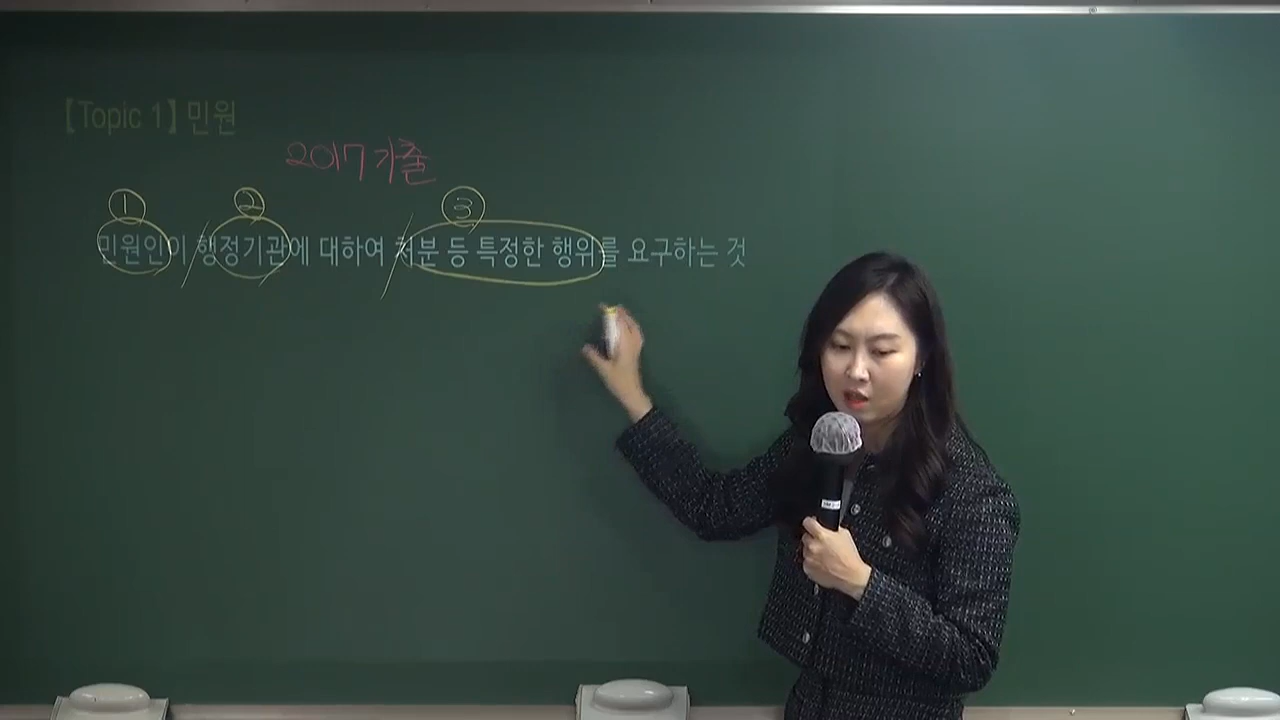 【Topic 1】 민원
2017 기출
① ② ③
민원인이 행정기관에 대하여 처분 등 특정한 행위를 요구하는 것